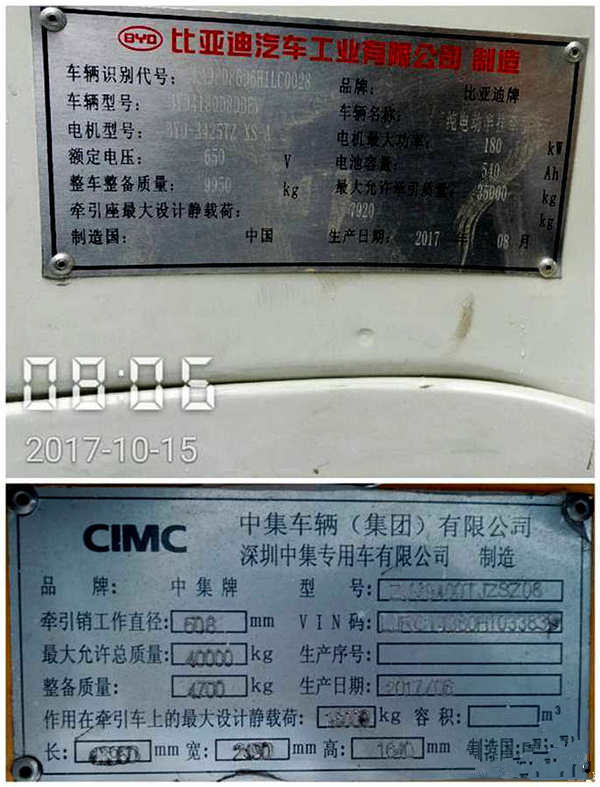 BYD 比亚迪汽车工业有限公司 制造
车辆识别代号: 品牌: 比亚迪牌
车辆型号: 车辆名称:
电机型号: 电机最大功率: 180 kW
额定电压: 650 V 电池容量: 540 Ah
整车整备质量: 9950 kg 最大允许牵引质量: 35000 kg
牵引座最大设计静载荷: 7920 kg
制造国: 中国 生产日期: 2017 年 08 月
08:06
2017-10-15
CIMC 中集车辆（集团）有限公司
深圳中集专用车有限公司 制造
品牌: 中集牌 型号:
牵引销工作直径: 50.8 mm VIN码:
最大允许总质量: 40000 kg 生产序号:
整备质量: 4700 kg 生产日期: 2017/06
作用在牵引车上的最大设计静载荷: kg 容积: m³
长: mm 宽: mm 高: mm 制造国: